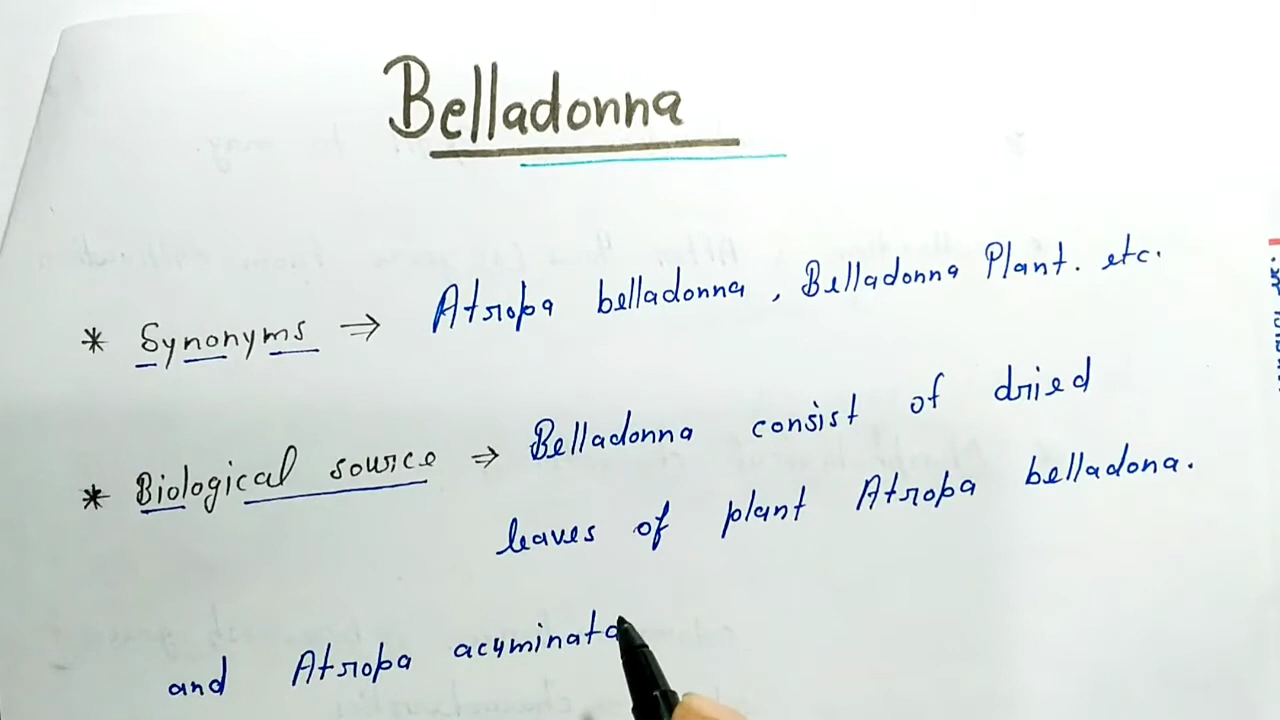 Belladonna
* Synonyms ⇒ Atropa belladonna, Belladonna Plant. etc.
* Biological source ⇒ Belladonna consist of dried
leaves of plant Atropa belladona.
and Atropa acuminata